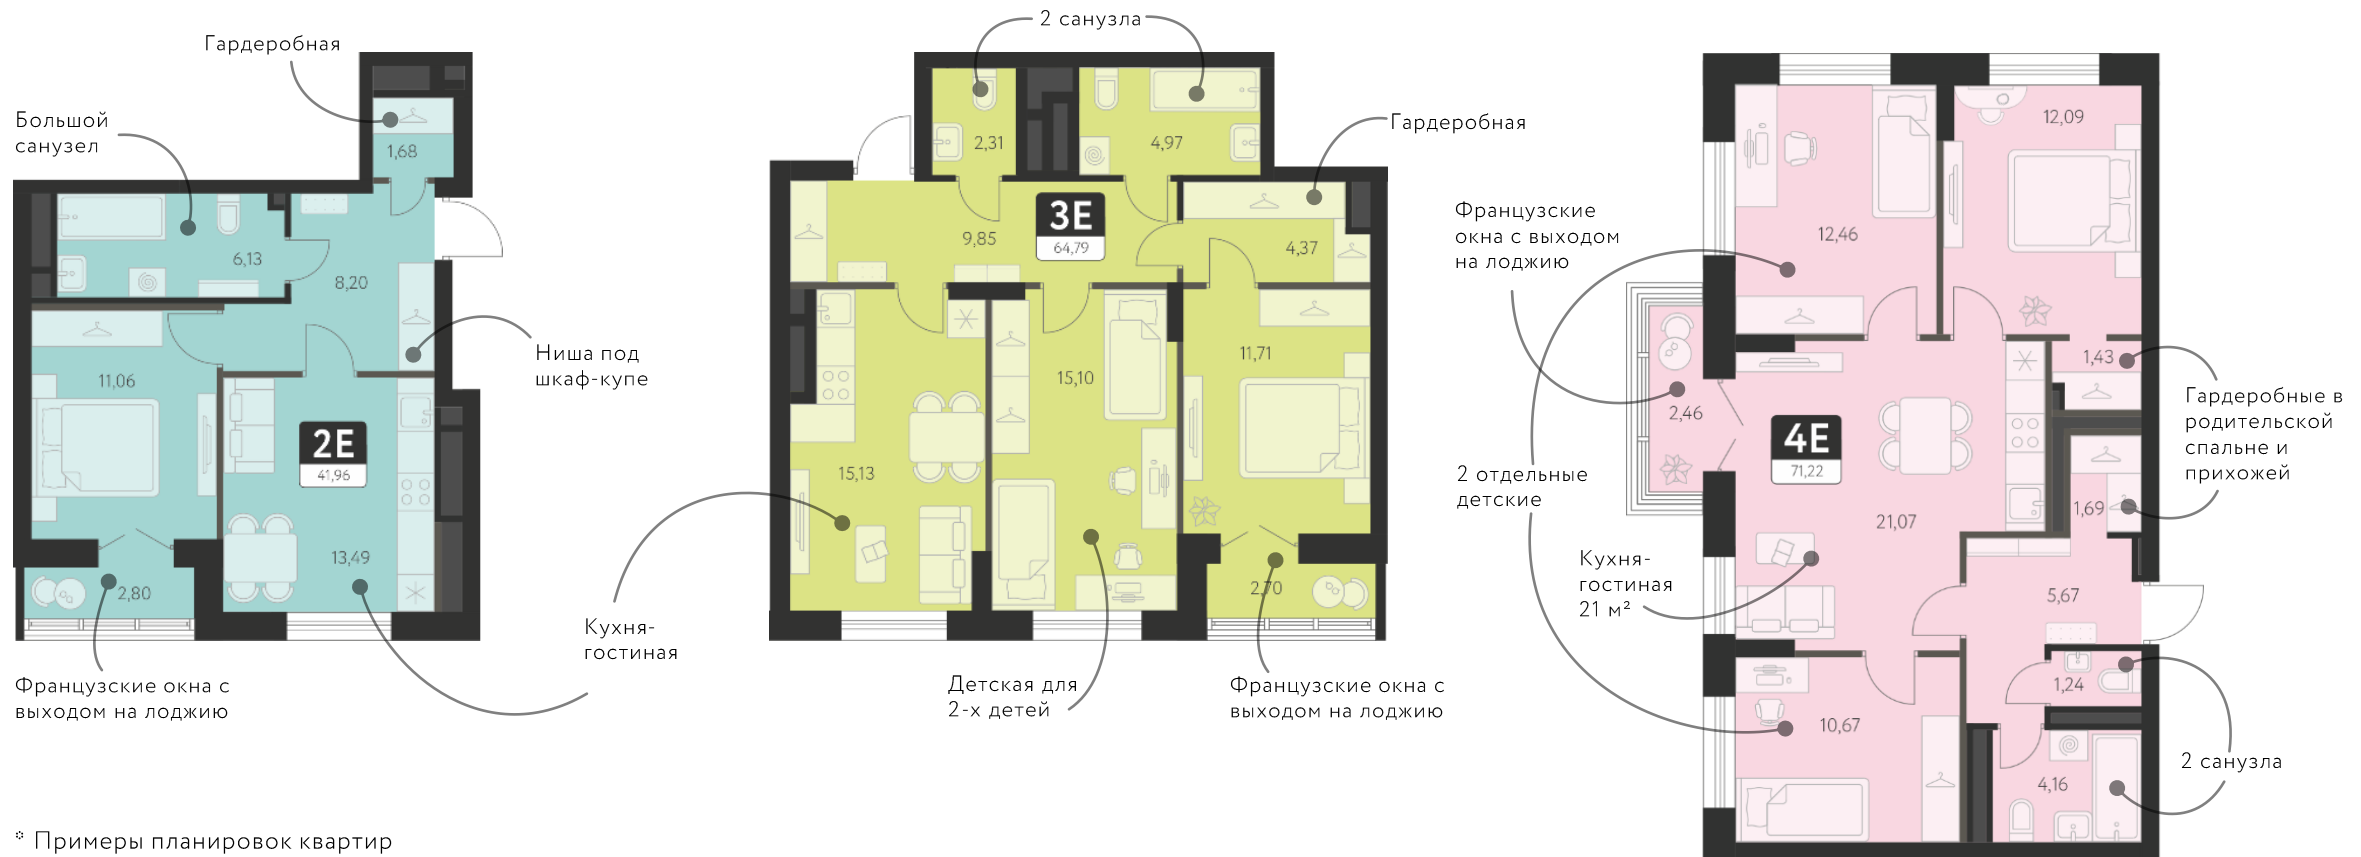 Гардеробная
Большой
санузел
1,68
6,13
8,20
11,06
2Е
41,96
13,49
2,80
Ниша под
шкаф-купе
Французские окна с
выходом на лоджию
Кухня-
гостиная
2 санузла
2,31
4,97
Гардеробная
3Е
64,79
9,85
4,37
11,71
15,10
15,13
2,70
Детская для
2-х детей
Французские окна с
выходом на лоджию
Французские
окна с выходом
на лоджию
2 отдельные
детские
Кухня-
гостиная
21 м²
12,09
12,46
1,43
2,46
4Е
71,22
21,07
1,69
5,67
1,24
10,67
4,16
Гардеробные в
родительской
спальне и
прихожей
2 санузла
* Примеры планировок квартир